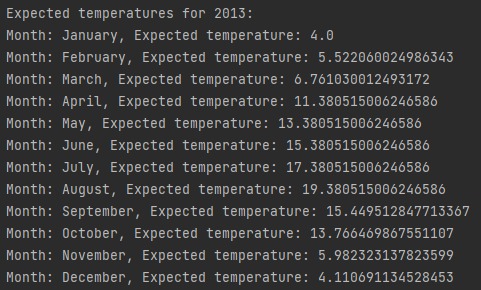 Expected temperatures for 2013:
Month: January, Expected temperature: 4.0
Month: February, Expected temperature: 5.522060024986343
Month: March, Expected temperature: 6.761030012493172
Month: April, Expected temperature: 11.380515006246586
Month: May, Expected temperature: 13.380515006246586
Month: June, Expected temperature: 15.380515006246586
Month: July, Expected temperature: 17.380515006246586
Month: August, Expected temperature: 19.380515006246586
Month: September, Expected temperature: 15.449512847713367
Month: October, Expected temperature: 13.766469867551107
Month: November, Expected temperature: 5.982323137823599
Month: December, Expected temperature: 4.110691134528453